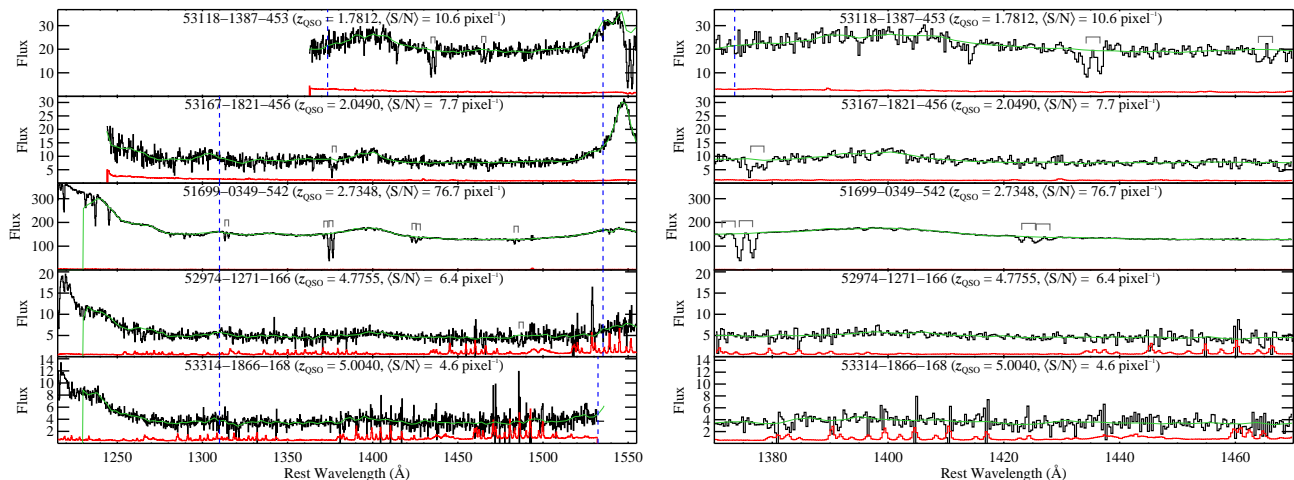 53118−1387−453 (zQSO = 1.7812, ⟨S/N⟩ = 10.6 pixel−1)
Flux
30
20
10
53167−1821−456 (zQSO = 2.0490, ⟨S/N⟩ = 7.7 pixel−1)
Flux
30
25
20
15
10
5
51699−0349−542 (zQSO = 2.7348, ⟨S/N⟩ = 76.7 pixel−1)
Flux
300
200
100
52974−1271−166 (zQSO = 4.7755, ⟨S/N⟩ = 6.4 pixel−1)
Flux
20
15
10
5
53314−1866−168 (zQSO = 5.0040, ⟨S/N⟩ = 4.6 pixel−1)
Flux
14
12
10
8
6
4
2
1250 1300 1350 1400 1450 1500 1550
Rest Wavelength (Å)
53118−1387−453 (zQSO = 1.7812, ⟨S/N⟩ = 10.6 pixel−1)
Flux
30
20
10
53167−1821−456 (zQSO = 2.0490, ⟨S/N⟩ = 7.7 pixel−1)
Flux
30
25
20
15
10
5
51699−0349−542 (zQSO = 2.7348, ⟨S/N⟩ = 76.7 pixel−1)
Flux
300
200
100
52974−1271−166 (zQSO = 4.7755, ⟨S/N⟩ = 6.4 pixel−1)
Flux
20
15
10
5
53314−1866−168 (zQSO = 5.0040, ⟨S/N⟩ = 4.6 pixel−1)
Flux
14
12
10
8
6
4
2
1380 1400 1420 1440 1460
Rest Wavelength (Å)